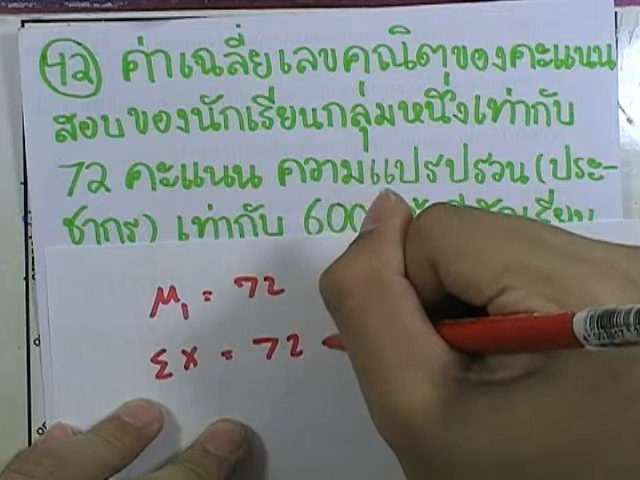 42 ค่าเฉลี่ยเลขคณิตของคะแนน
สอบของนักเรียนกลุ่มหนึ่งเท่ากับ
72 คะแนน ความแปรปรวน (ประ-
ชากร) เท่ากับ 600
μ₁ = 72
Σx = 72